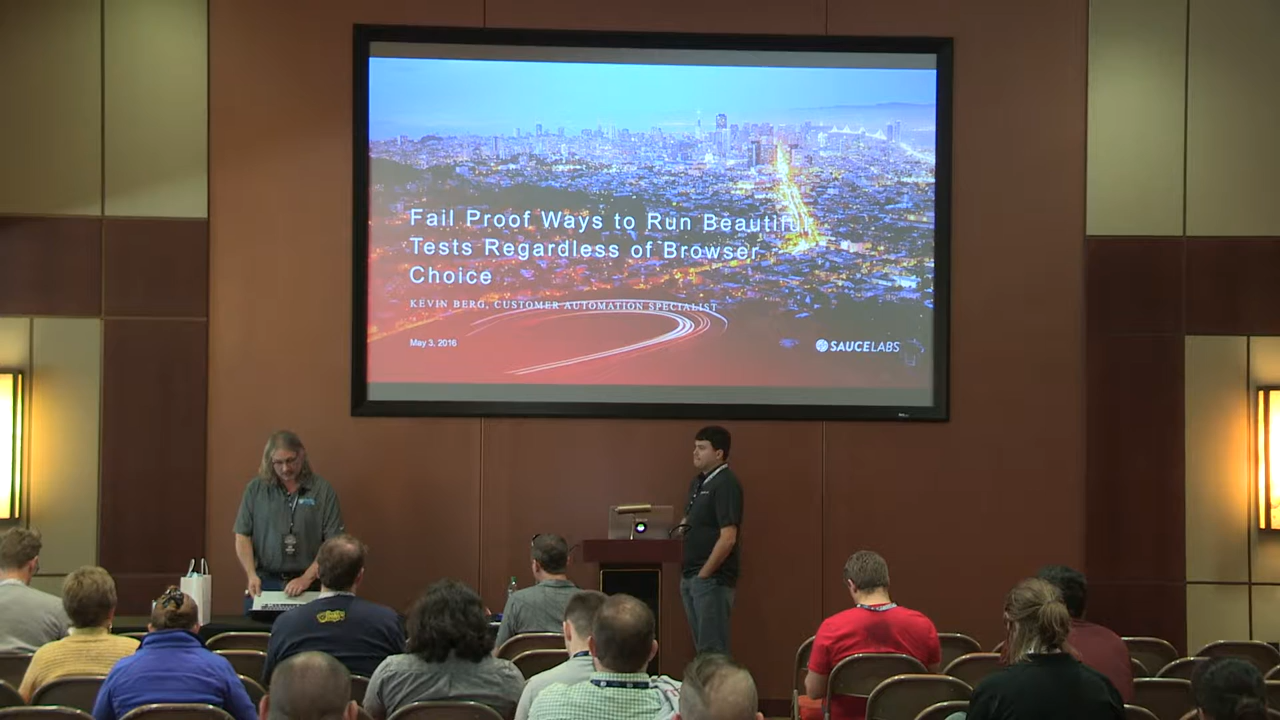 Fail Proof Ways to Run Beautiful
Tests Regardless of Browser
Choice
KEVIN BERG, CUSTOMER AUTOMATION SPECIALIST
May 3, 2016
SAUCELABS